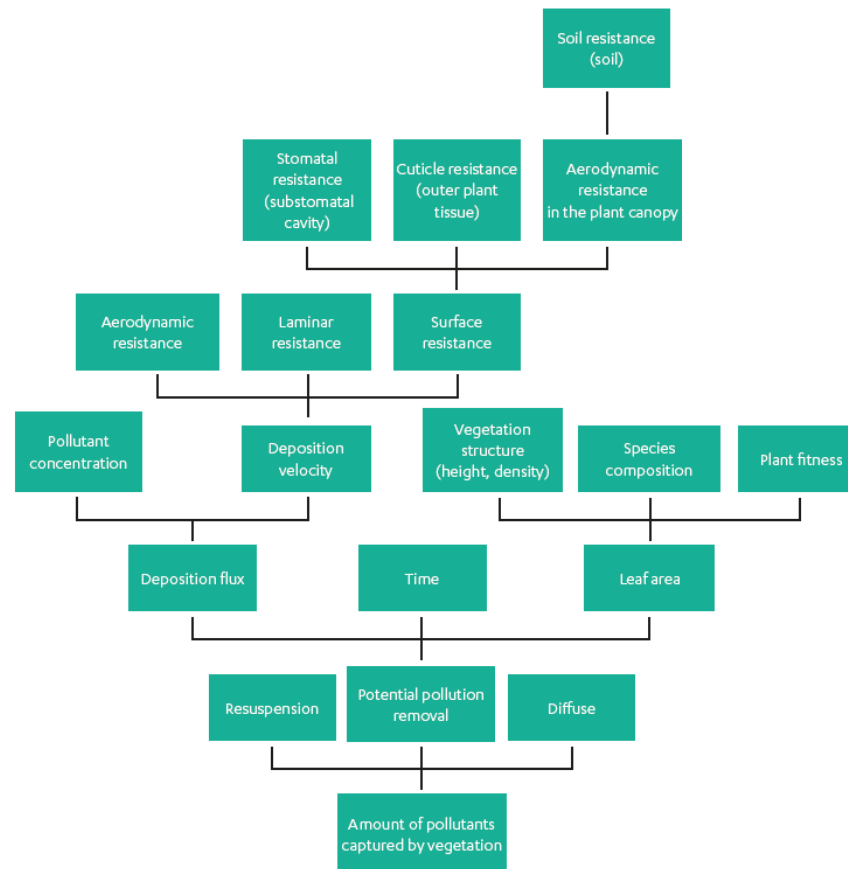 Soil resistance
(soil)
Stomatal
resistance
(substomatal
cavity)
Cuticle resistance
(outer plant
tissue)
Aerodynamic
resistance
in the plant canopy
Aerodynamic
resistance
Laminar
resistance
Surface
resistance
Pollutant
concentration
Deposition
velocity
Vegetation
structure
(height, density)
Species
composition
Plant fitness
Deposition flux
Time
Leaf area
Resuspension
Potential pollution
removal
Diffuse
Amount of pollutants
captured by vegetation